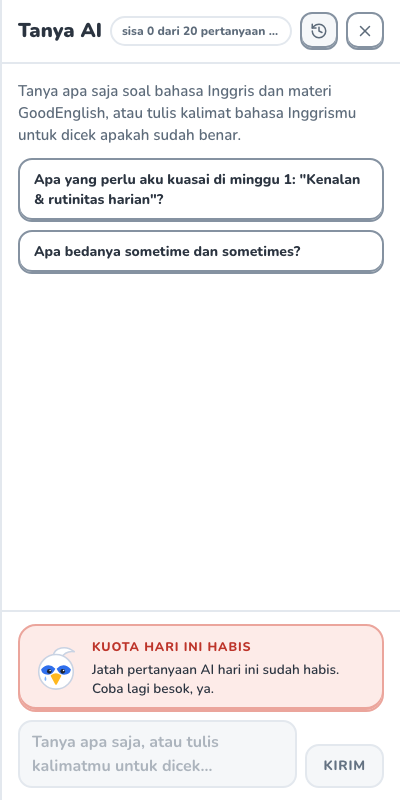 Tanya AI
sisa 0 dari 20 pertanyaan ...
Tanya apa saja soal bahasa Inggris dan materi
GoodEnglish, atau tulis kalimat bahasa Inggrismu
untuk dicek apakah sudah benar.
Apa yang perlu aku kuasai di minggu 1: "Kenalan
& rutinitas harian"?
Apa bedanya sometime dan sometimes?
KUOTA HARI INI HABIS
Jatah pertanyaan AI hari ini sudah habis.
Coba lagi besok, ya.
Tanya apa saja, atau tulis
kalimatmu untuk dicek...
KIRIM